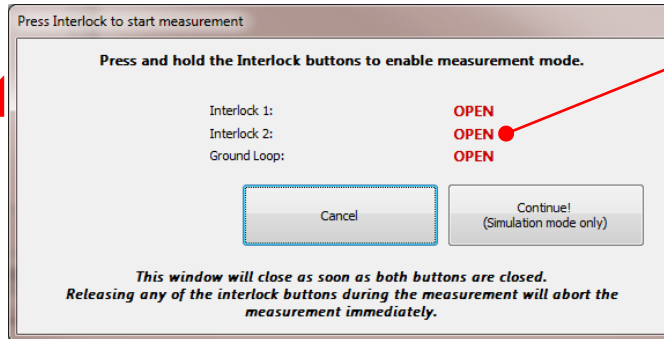 Press Interlock to start measurement
Press and hold the Interlock buttons to enable measurement mode.
Interlock 1: OPEN
Interlock 2: OPEN
Ground Loop: OPEN
Cancel
Continue!
(Simulation mode only)
This window will close as soon as both buttons are closed.
Releasing any of the interlock buttons during the measurement will abort the
measurement immediately.